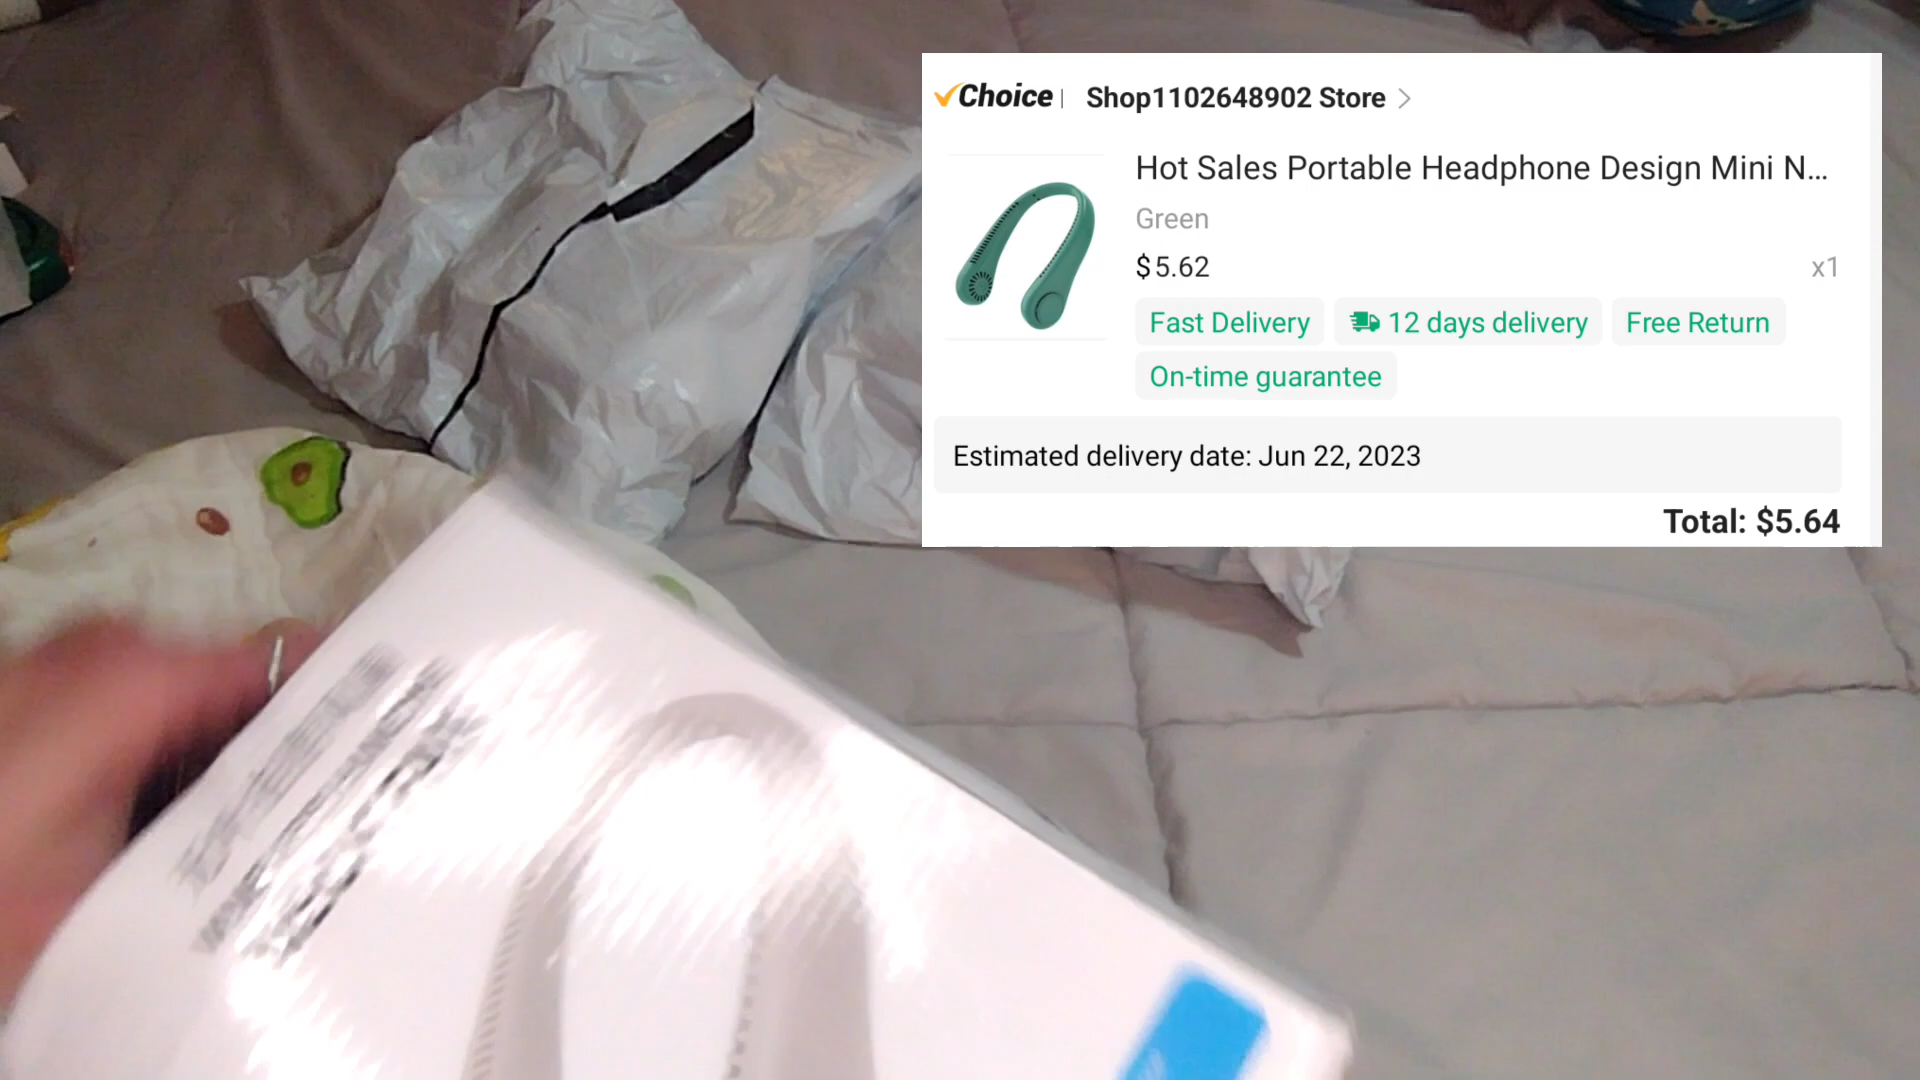 Choice | Shop1102648902 Store >
Hot Sales Portable Headphone Design Mini N...
Green
$5.62
x1
Fast Delivery
12 days delivery
Free Return
On-time guarantee
Estimated delivery date: Jun 22, 2023
Total: $5.64